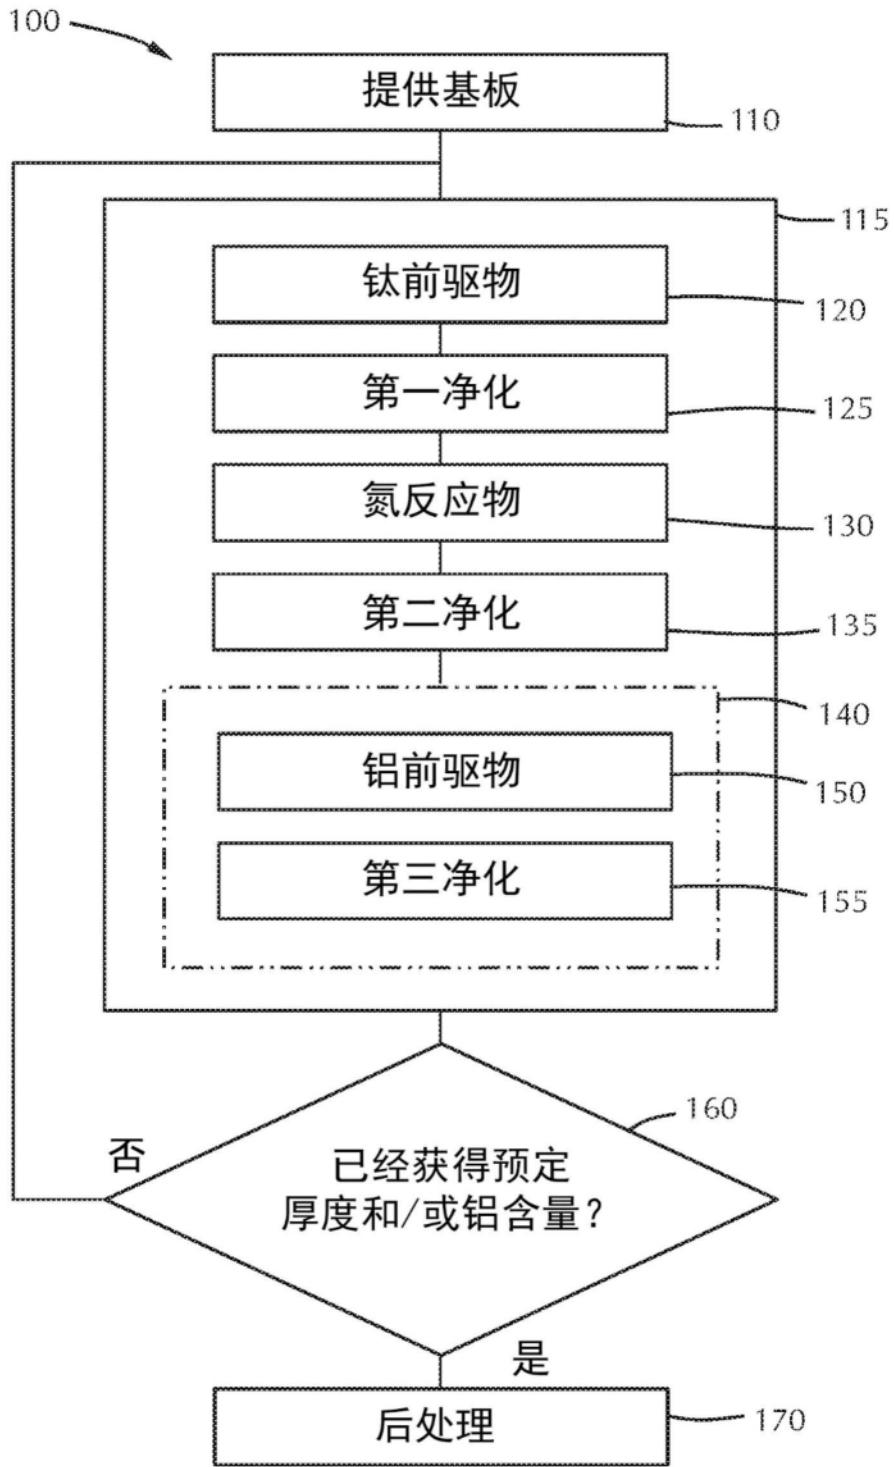 100
提供基板
110
115
钛前驱物
120
第一净化
125
氮反应物
130
第二净化
135
140
铝前驱物
150
第三净化
155
160
否
已经获得预定
厚度和/或铝含量?
是
后处理
170